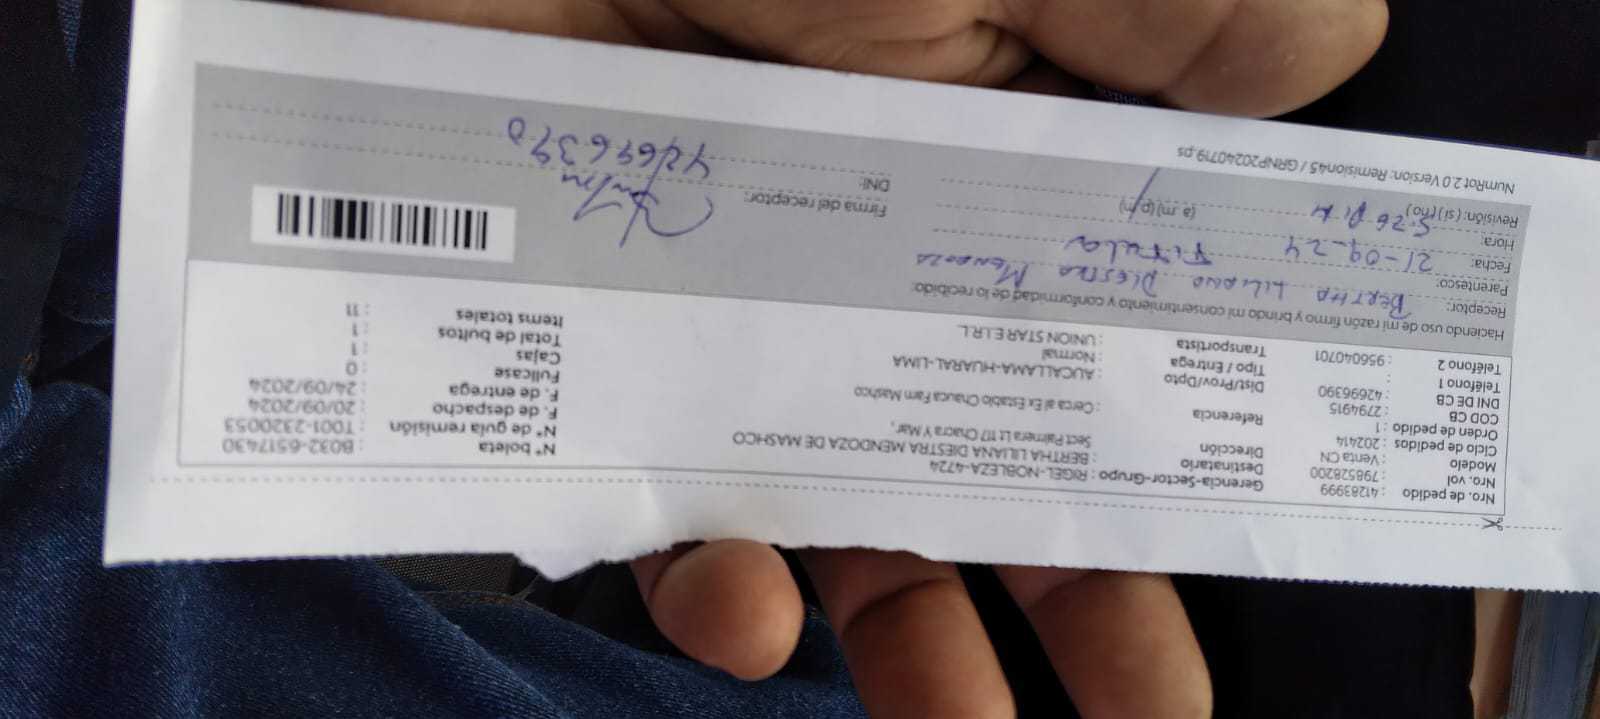 Nro. de pedido : 41283999
Nro vol : 798528200
Modelo : Venta CN
Ciclo de pedidos : 202414
Orden de pedido : 1
COD CB : 2794915
DNI DE CB : 42696390
Teléfono 1 :
Teléfono 2 : 956040701
Gerencia-Sector-Grupo : RIGEL-NOBLEZA-4724
Destinatario : BERTHA LILIANA DIESTRA MENDOZA DE MASHCO
Dirección Sect Palmera Lt 117 Chacra Y Mar,
Referencia : Cerca al Ex Establo Chauca Farm Mashco
Dist/Prov/Dpto : AUCALLAMA-HUARAL-LIMA
Tipo / Entrega : Normal
Transportista : UNION STAR E.I.R.L.
N° boleta : B032-65177430
N° de guía remisión : T001-2320053
F. de despacho : 20/09/2024
F. de entrega : 24/09/2024
Fullcase : 0
Cajas : 1
Total de bultos : 1
Items totales : 11
Haciendo uso de mi razón firmo y brindo mi consentimiento y conformidad de lo recibido:
Receptor: BERTHA LILIANA DIESTRA MENDOZA
Parentesco: TITULA
Fecha: 21-09-24
Hora: 5:26 P.M (a.m) (p.m)
Revisión: (si) (no)
Firma del receptor:
DNI: 42696390
NumRot 2.0 Version: Remision45 / GRNP20240719.ps